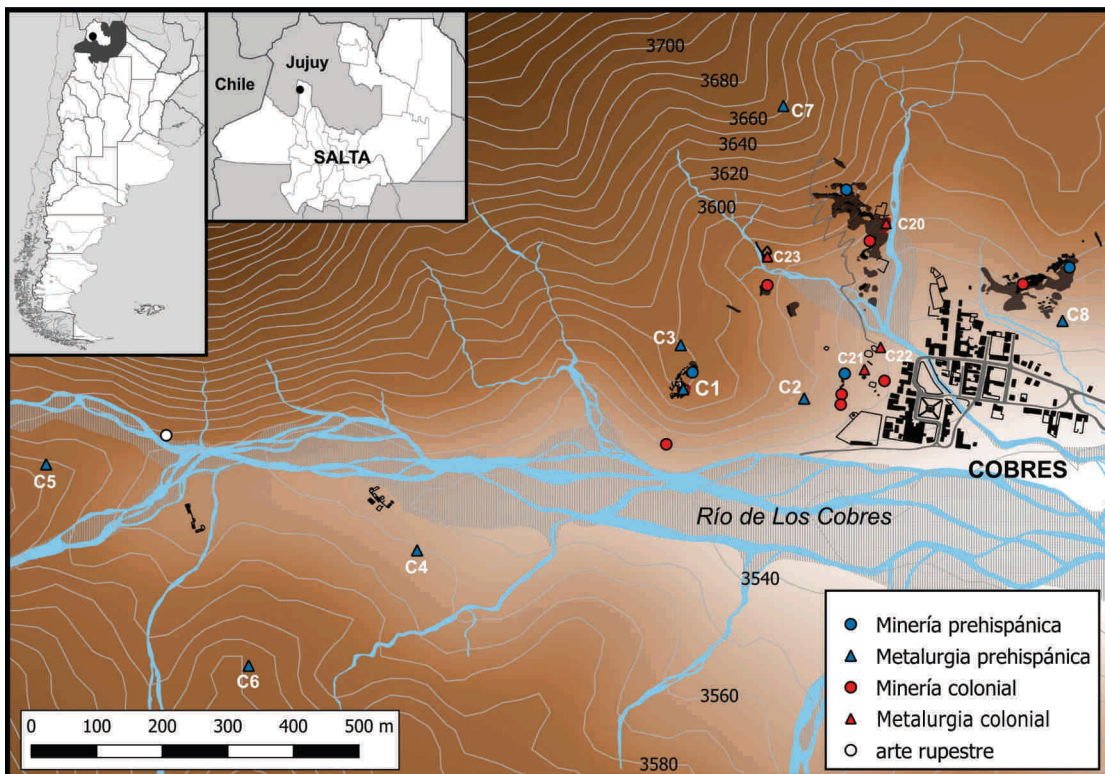 Chile
Jujuy
SALTA
3700
3680
3660
3640
3620
3600
C7
C20
C23
C3
C1
C2
C21
C22
C8
COBRES
C5
Río de Los Cobres
C4
3540
C6
3560
3580
0 100 200 300 400 500 m
Minería prehispánica
Metalurgia prehispánica
Minería colonial
Metalurgia colonial
arte rupestre